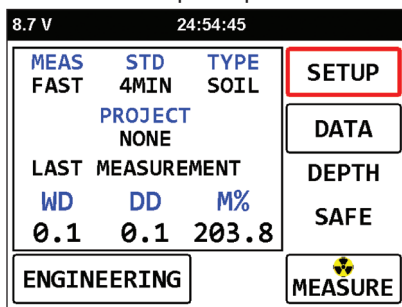 8.7 V 24:54:45
MEAS STD TYPE SETUP
FAST 4MIN SOIL
PROJECT DATA
NONE
LAST MEASUREMENT DEPTH
WD DD M% SAFE
0.1 0.1 203.8
ENGINEERING MEASURE